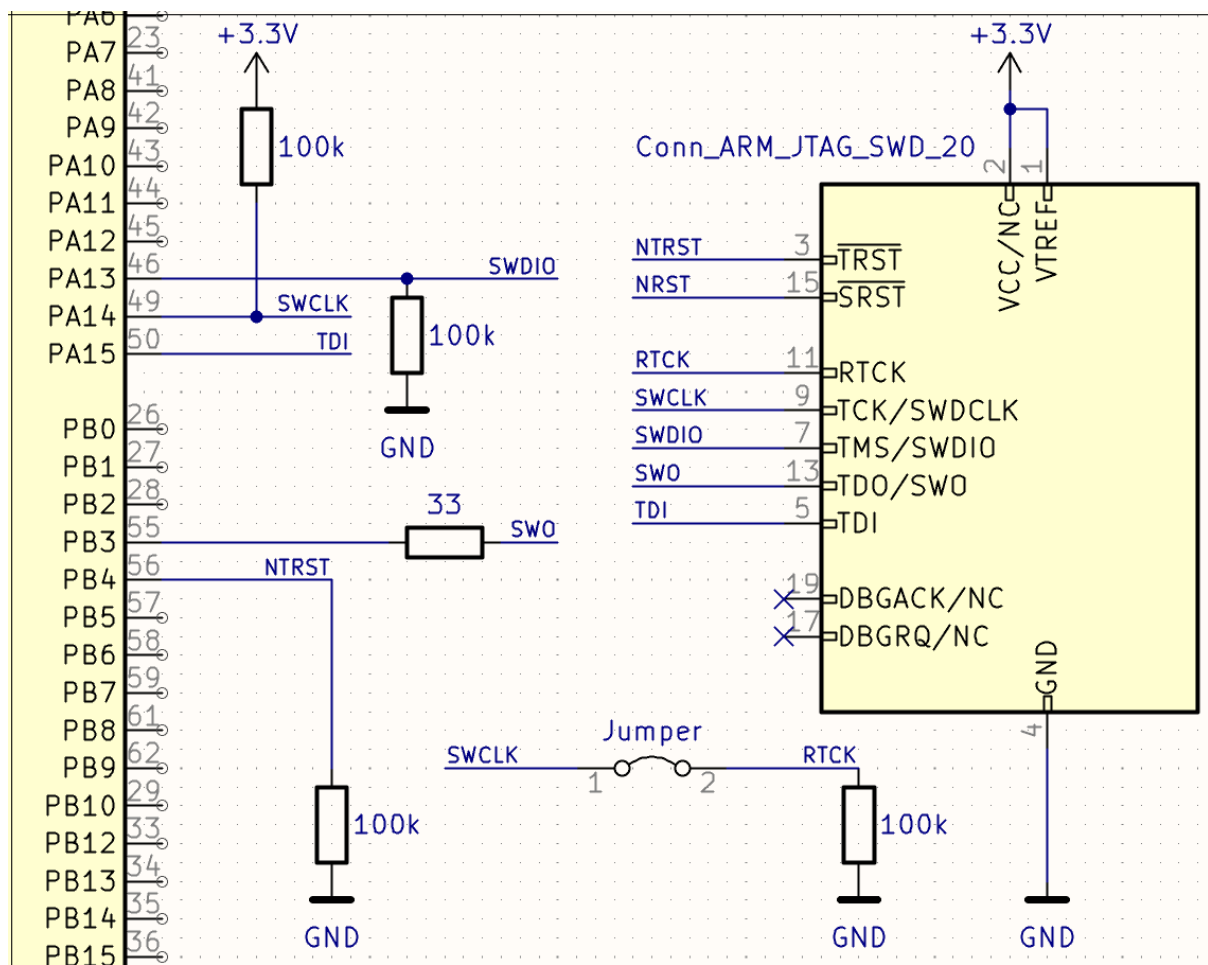 PA6
23
PA7
41
PA8
42
PA9
43
PA10
44
PA11
45
PA12
46
PA13
49
PA14
50
PA15
26
PB0
27
PB1
28
PB2
55
PB3
56
PB4
57
PB5
58
PB6
59
PB7
61
PB8
62
PB9
29
PB10
33
PB12
34
PB13
35
PB14
36
PB15
+3.3V
100k
SWDIO
SWCLK
TDI
100k
GND
33
SWO
NTRST
100k
GND
+3.3V
Conn_ARM_JTAG_SWD_20
2
1
VCC/NC
VTREF
NTRST 3 TRST
NRST 15 SRST
RTCK 11 RTCK
SWCLK 9 TCK/SWDCLK
SWDIO 7 TMS/SWDIO
SWO 13 TDO/SWO
TDI 5 TDI
19 DBGACK/NC
17 DBGRQ/NC
GND
4
GND
Jumper
SWCLK
1
2
RTCK
100k
GND